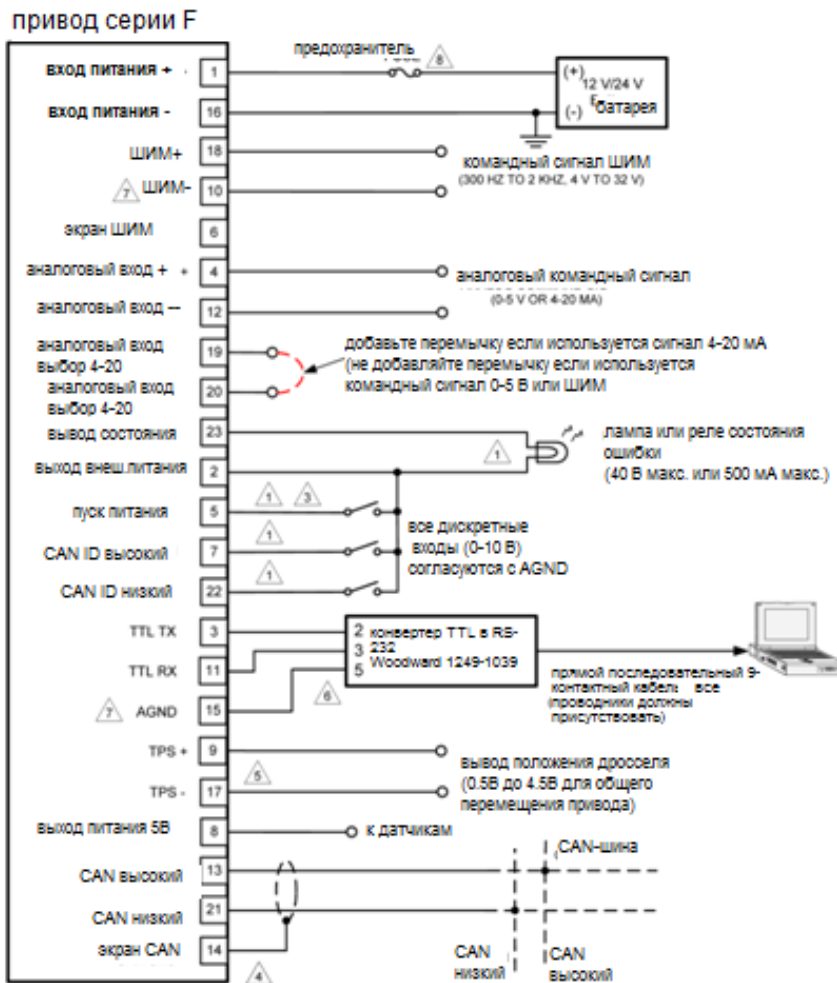 привод серии F
предохранитель
8
вход питания +
1
(+)
12 V/24 V
батарея
вход питания -
16
(-)
ШИМ+
18
командный сигнал ШИМ
(300 HZ TO 2 KHZ, 4 V TO 32 V)
7
ШИМ-
10
экран ШИМ
6
аналоговый вход + +
4
аналоговый командный сигнал
(0-5 V OR 4-20 MA)
аналоговый вход --
12
аналоговый вход
выбор 4-20
19
добавьте перемычку если используется сигнал 4-20 мА
(не добавляйте перемычку если используется
командный сигнал 0-5 В или ШИМ
аналоговый вход
выбор 4-20
20
вывод состояния
23
1
лампа или реле состояния
ошибки
(40 В макс. или 500 мА макс.)
выход внеш.питания
2
пуск питания
5
1
3
все дискретные
входы (0-10 В)
согласуются с AGND
CAN ID высокий
7
1
CAN ID низкий
22
1
TTL TX
3
2
3
5
конвертер TTL в RS-
232
Woodward 1249-1039
TTL RX
11
прямой последовательный 9-
контактный кабель все
(проводники должны
присутствовать)
6
7
AGND
15
TPS +
9
вывод положения дросселя
(0.5В до 4.5В для общего
перемещения привода)
5
TPS -
17
выход питания 5В
8
к датчикам
CAN-шина
CAN высокий
13
CAN низкий
21
экран CAN
14
4
CAN
низкий
CAN
высокий